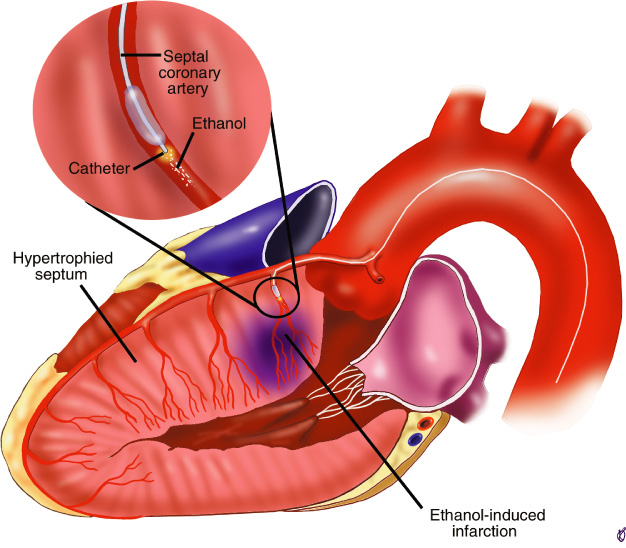 Septal
coronary
artery
Ethanol
Catheter
Hypertrophied
septum
Ethanol-induced
infarction